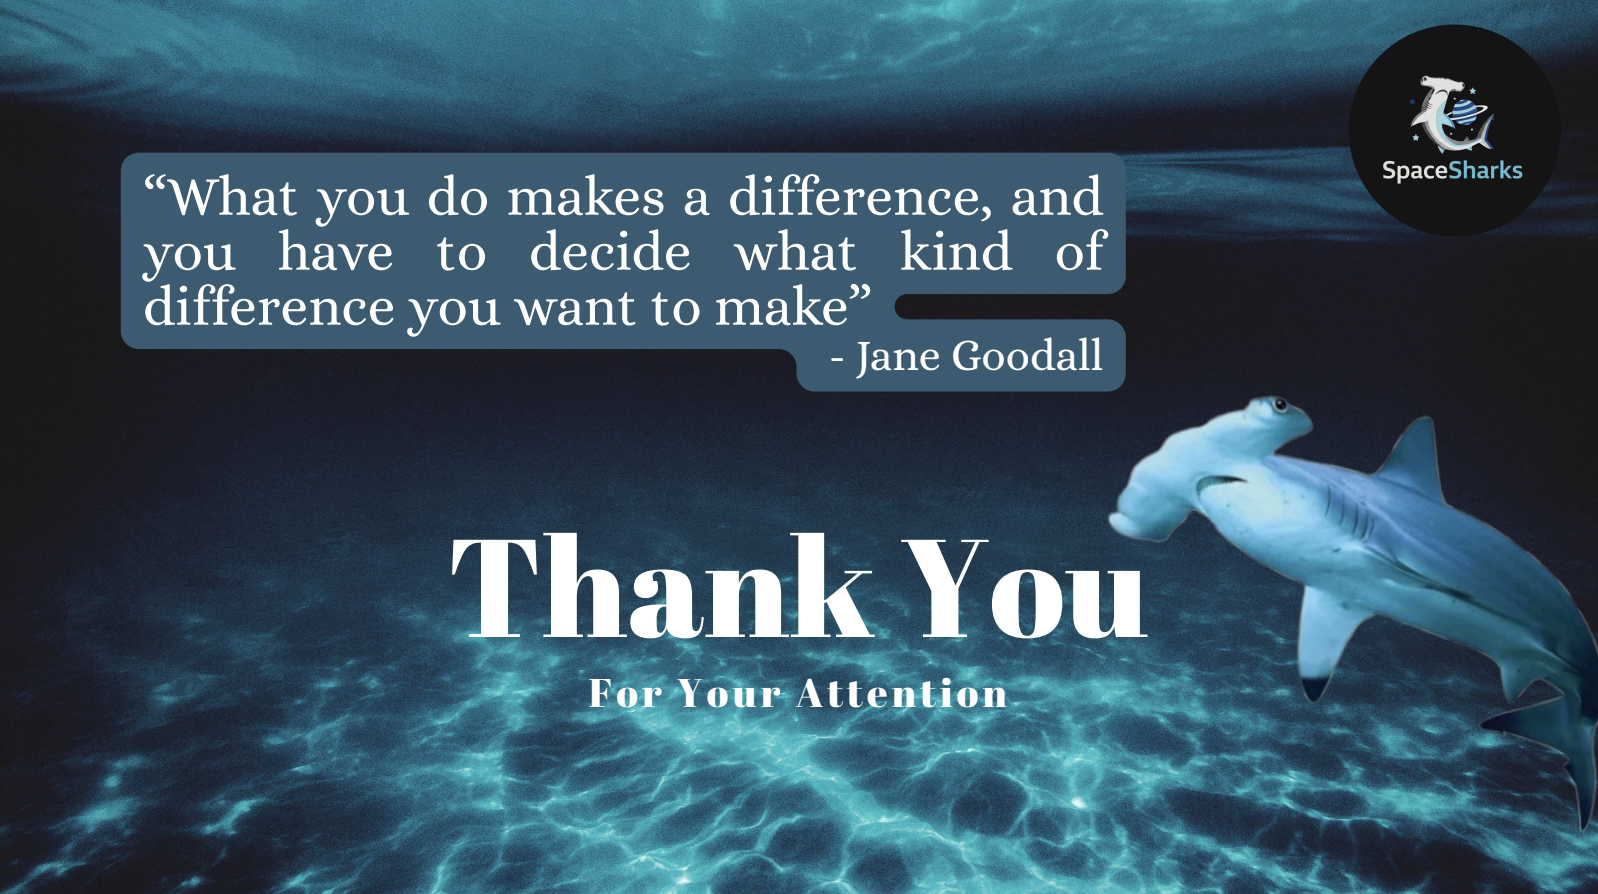 SpaceSharks
“What you do makes a difference, and
you have to decide what kind of
difference you want to make”
- Jane Goodall
Thank You
For Your Attention